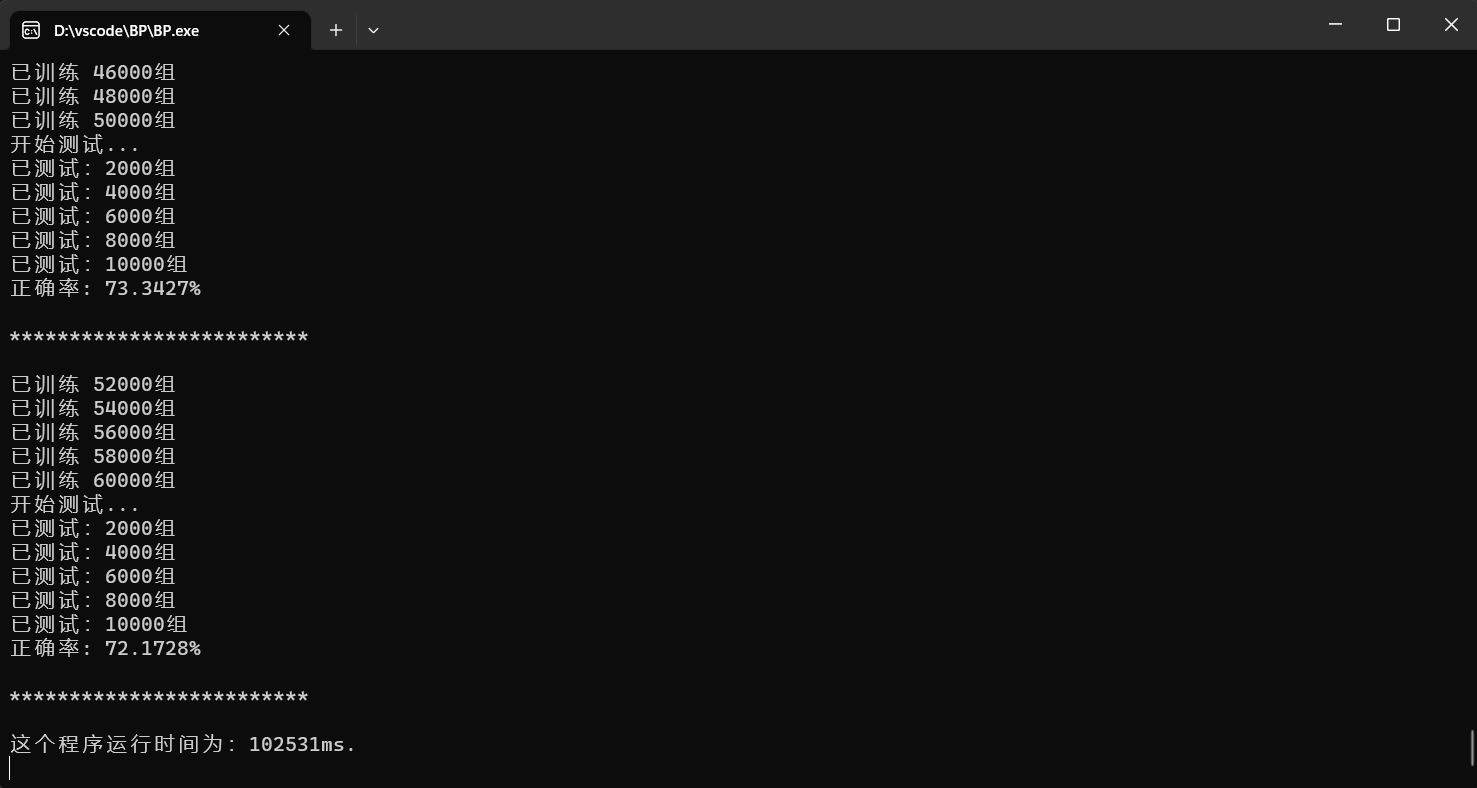 D:\vscode\BP\BP.exe
已训练 46000组
已训练 48000组
已训练 50000组
开始测试...
已测试: 2000组
已测试: 4000组
已测试: 6000组
已测试: 8000组
已测试: 10000组
正确率: 73.3427%
*************************
已训练 52000组
已训练 54000组
已训练 56000组
已训练 58000组
已训练 60000组
开始测试...
已测试: 2000组
已测试: 4000组
已测试: 6000组
已测试: 8000组
已测试: 10000组
正确率: 72.1728%
*************************
这个程序运行时间为: 102531ms.